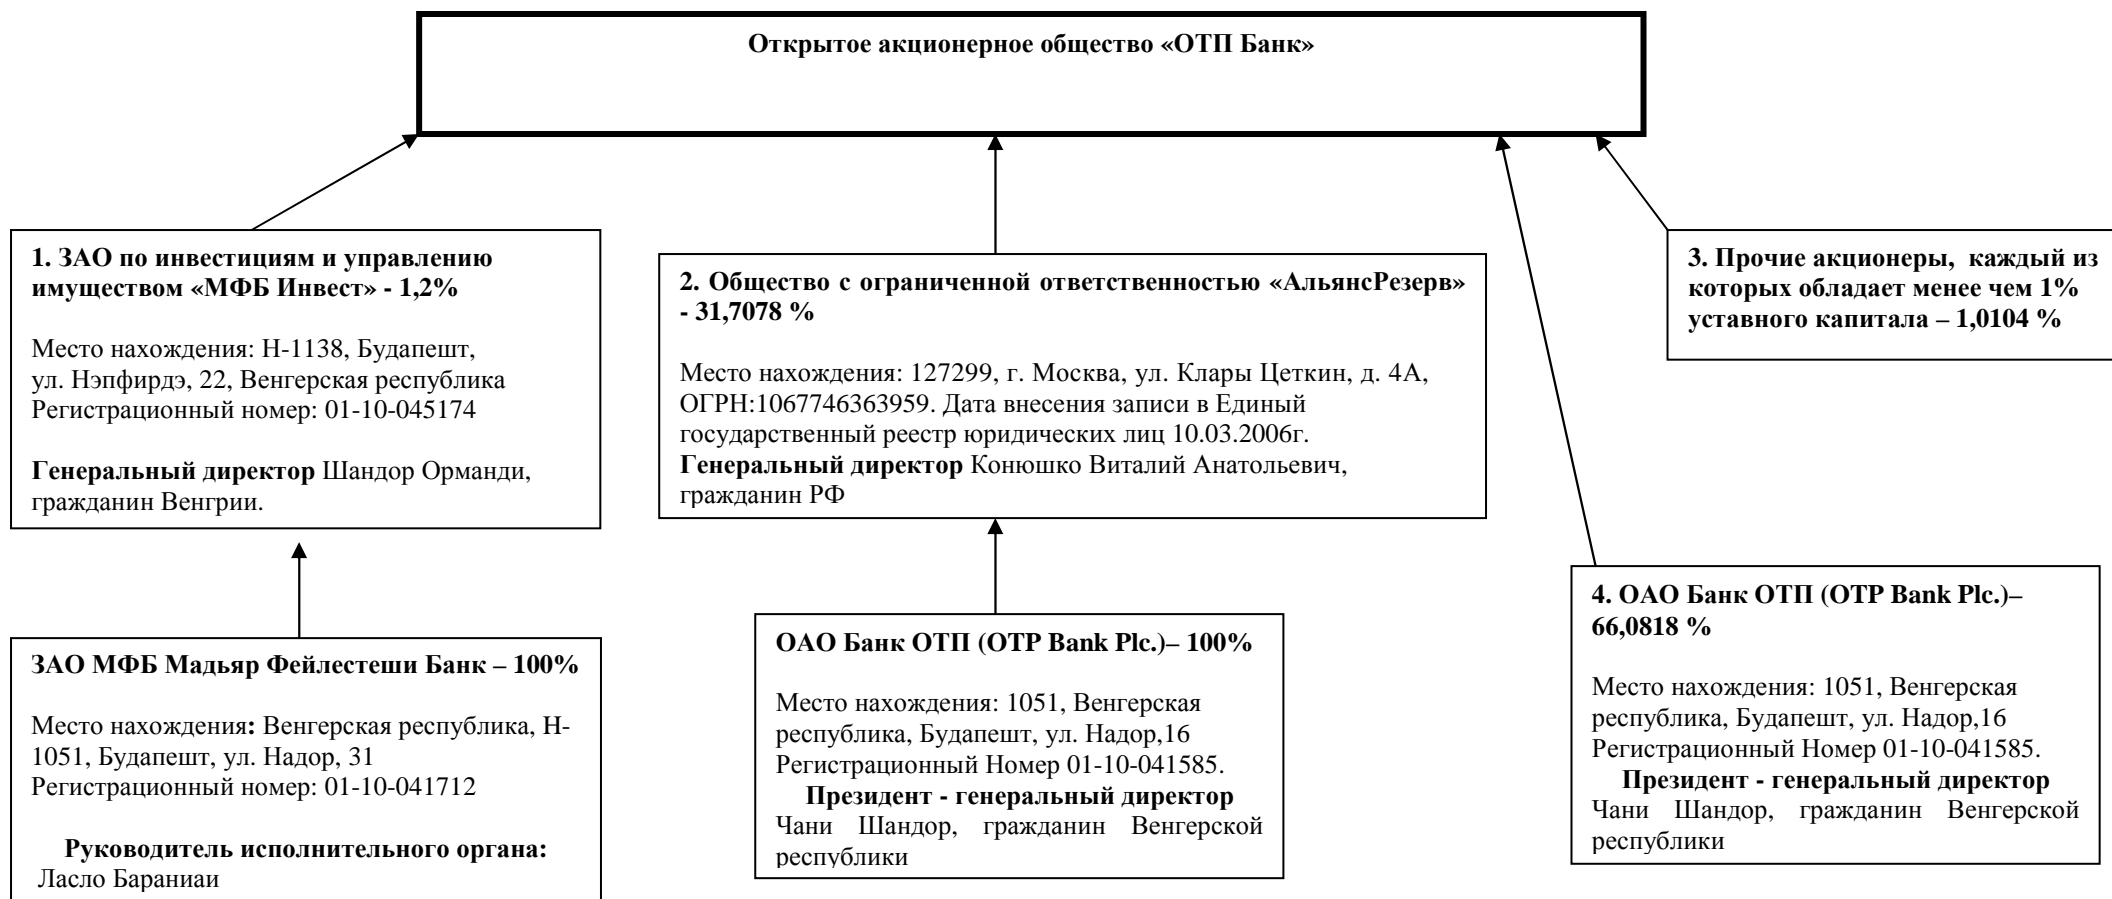 Открытое акционерное общество «ОТП Банк»
1. ЗАО по инвестициям и управлению
имуществом «МФБ Инвест» - 1,2%
Место нахождения: Н-1138, Будапешт,
ул. Нэпфирдэ, 22, Венгерская республика
Регистрационный номер: 01-10-045174
Генеральный директор Шандор Орманди,
гражданин Венгрии.
2. Общество с ограниченной ответственностью «АльянсРезерв»
- 31,7078 %
Место нахождения: 127299, г. Москва, ул. Клары Цеткин, д. 4А,
ОГРН:1067746363959. Дата внесения записи в Единый
государственный реестр юридических лиц 10.03.2006г.
Генеральный директор Конюшко Виталий Анатольевич,
гражданин РФ
3. Прочие акционеры, каждый из
которых обладает менее чем 1%
уставного капитала – 1,0104 %
ЗАО МФБ Мадьяр Фейлестеши Банк – 100%
Место нахождения: Венгерская республика, Н-
1051, Будапешт, ул. Надор, 31
Регистрационный номер: 01-10-041712
Руководитель исполнительного органа:
Ласло Бараниаи
ОАО Банк ОТП (OTP Bank Plc.)– 100%
Место нахождения: 1051, Венгерская
республика, Будапешт, ул. Надор,16
Регистрационный Номер 01-10-041585.
Президент - генеральный директор
Чани Шандор, гражданин Венгерской
республики
4. ОАО Банк ОТП (OTP Bank Plc.)–
66,0818 %
Место нахождения: 1051, Венгерская
республика, Будапешт, ул. Надор,16
Регистрационный Номер 01-10-041585.
Президент - генеральный директор
Чани Шандор, гражданин Венгерской
республики